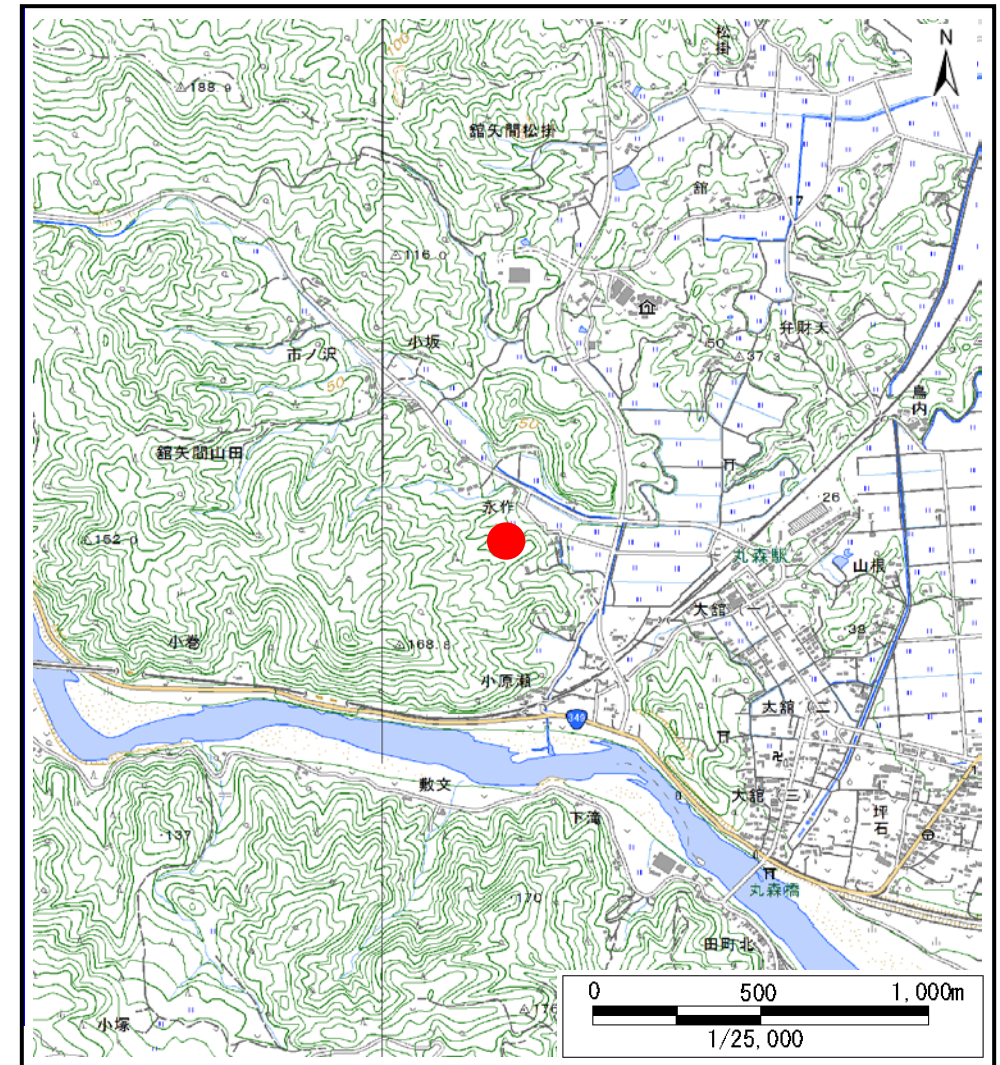 松掛
N
100
188.9
舘矢間松掛
舘
17
116.0
市ノ沢
小坂
弁財天
50
37.3
50
鳥内
50
舘矢間山田
26
永作
152.0
丸森駅
山根
大舘（一）
38
小巻
168.8
小原瀬
349
大舘（二）
敷文
大舘（三）
坪石
下滝
137
丸森橋
170
田町北
176
小塚
0 500 1,000m
1/25,000